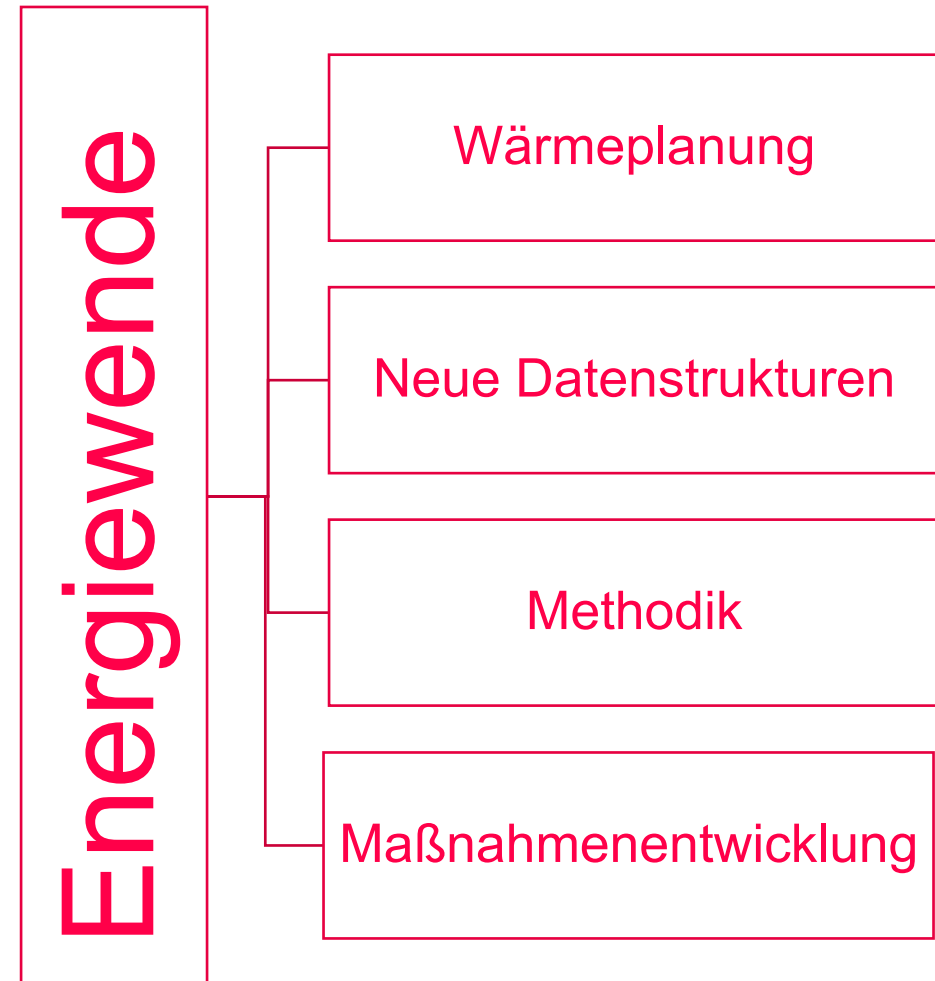 Energiewende
Wärmeplanung
Neue Datenstrukturen
Methodik
Maßnahmenentwicklung